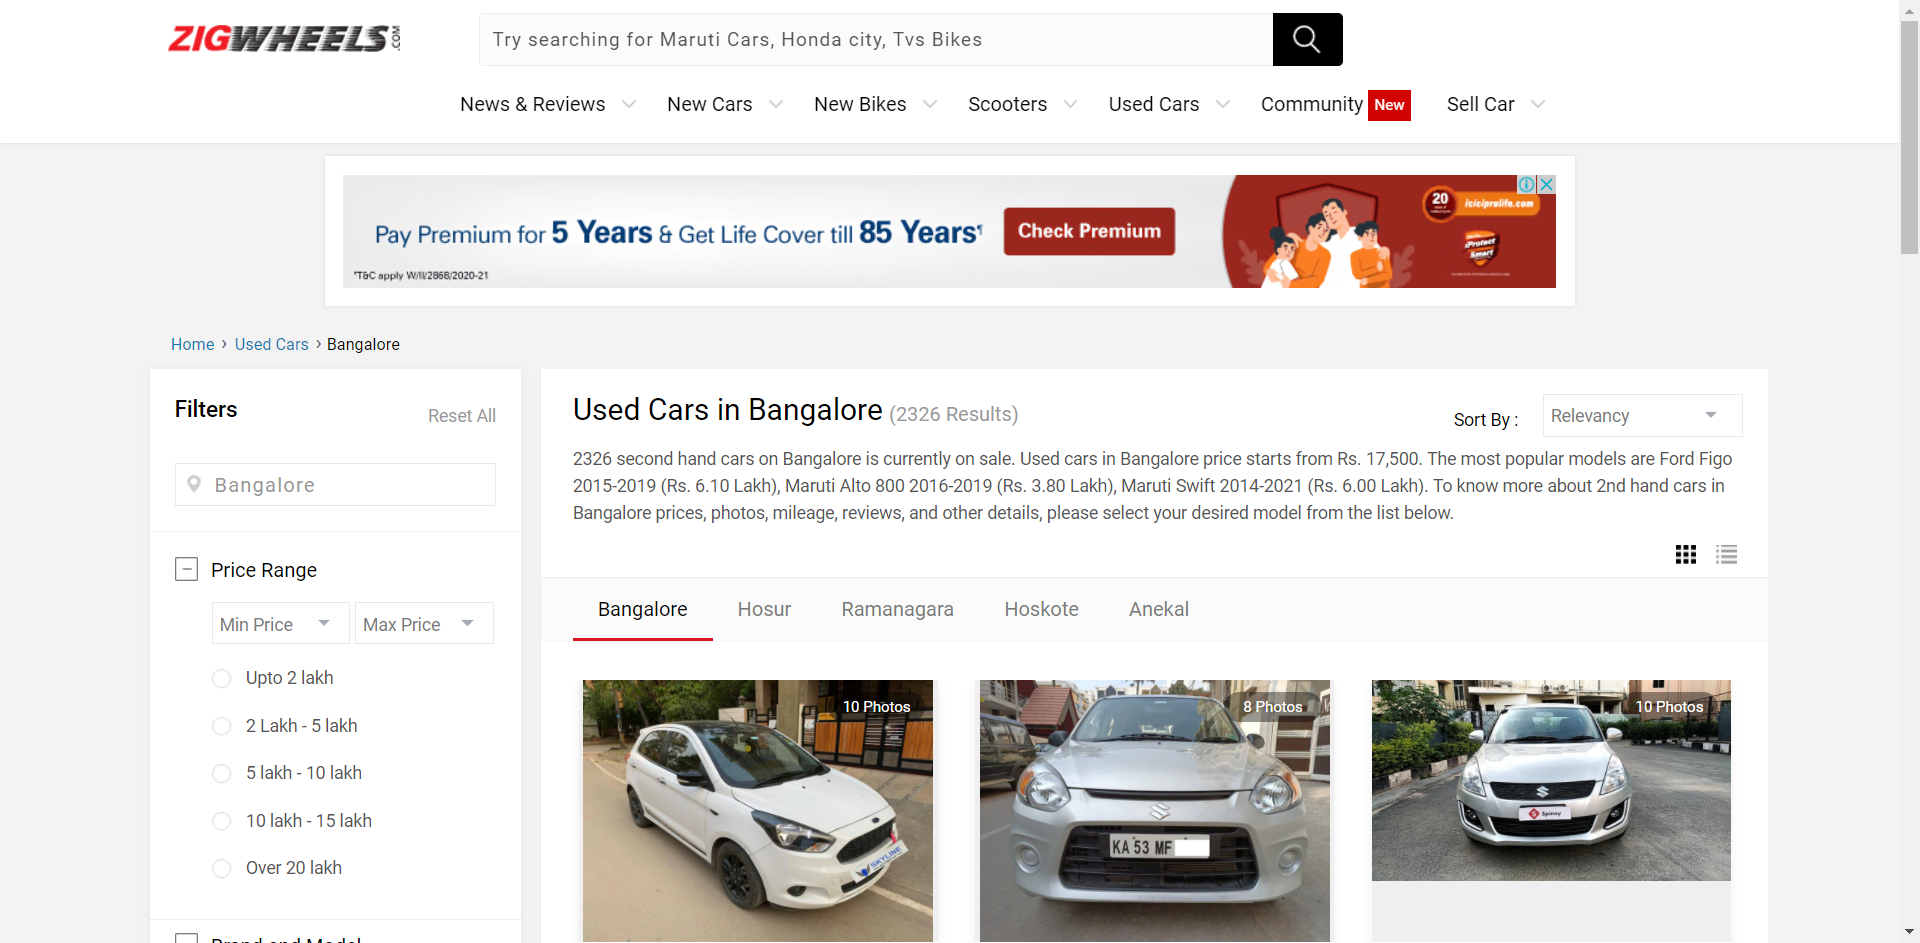 ZIGWHEELS.COM
Try searching for Maruti Cars, Honda city, Tvs Bikes
News & Reviews New Cars New Bikes Scooters Used Cars Community New Sell Car
Pay Premium for 5 Years & Get Life Cover till 85 Years¶
Check Premium
20
iciciprulife.com
iProtect
Smart
¶T&C apply W/II/2868/2020-21
Home › Used Cars › Bangalore
Filters
Reset All
Bangalore
Price Range
Min Price Max Price
Upto 2 lakh
2 Lakh - 5 lakh
5 lakh - 10 lakh
10 lakh - 15 lakh
Over 20 lakh
Used Cars in Bangalore (2326 Results)
Sort By : Relevancy
2326 second hand cars on Bangalore is currently on sale. Used cars in Bangalore price starts from Rs. 17,500. The most popular models are Ford Figo
2015-2019 (Rs. 6.10 Lakh), Maruti Alto 800 2016-2019 (Rs. 3.80 Lakh), Maruti Swift 2014-2021 (Rs. 6.00 Lakh). To know more about 2nd hand cars in
Bangalore prices, photos, mileage, reviews, and other details, please select your desired model from the list below.
Bangalore Hosur Ramanagara Hoskote Anekal
10 Photos
SKYLINE
8 Photos
KA 53 MF
10 Photos
Spinny
Brand and Model